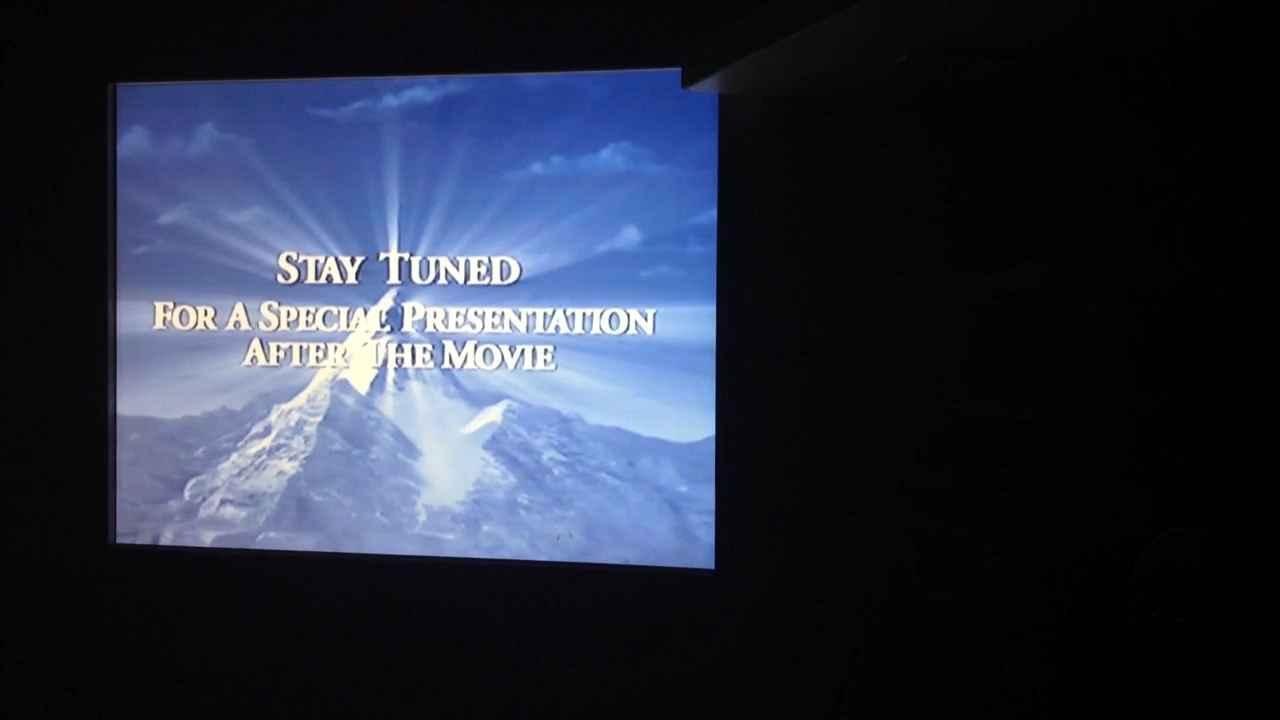 STAY TUNED
FOR A SPECIAL PRESENTATION
AFTER THE MOVIE